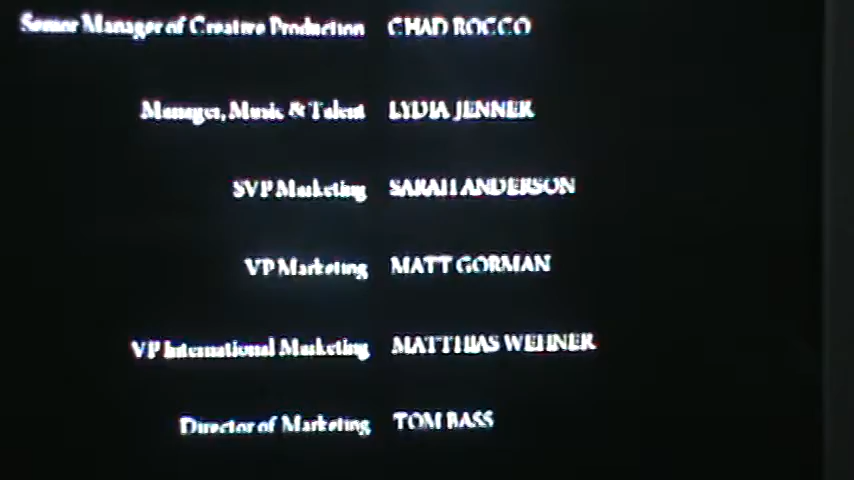 Senior Manager of Creative Production CHAD ROCCO
Manager, Music & Talent LYDIA JENNER
SVP Marketing SARAH ANDERSON
VP Marketing MATT GORMAN
VP International Marketing MATTHIAS WEHNER
Director of Marketing TOM BASS